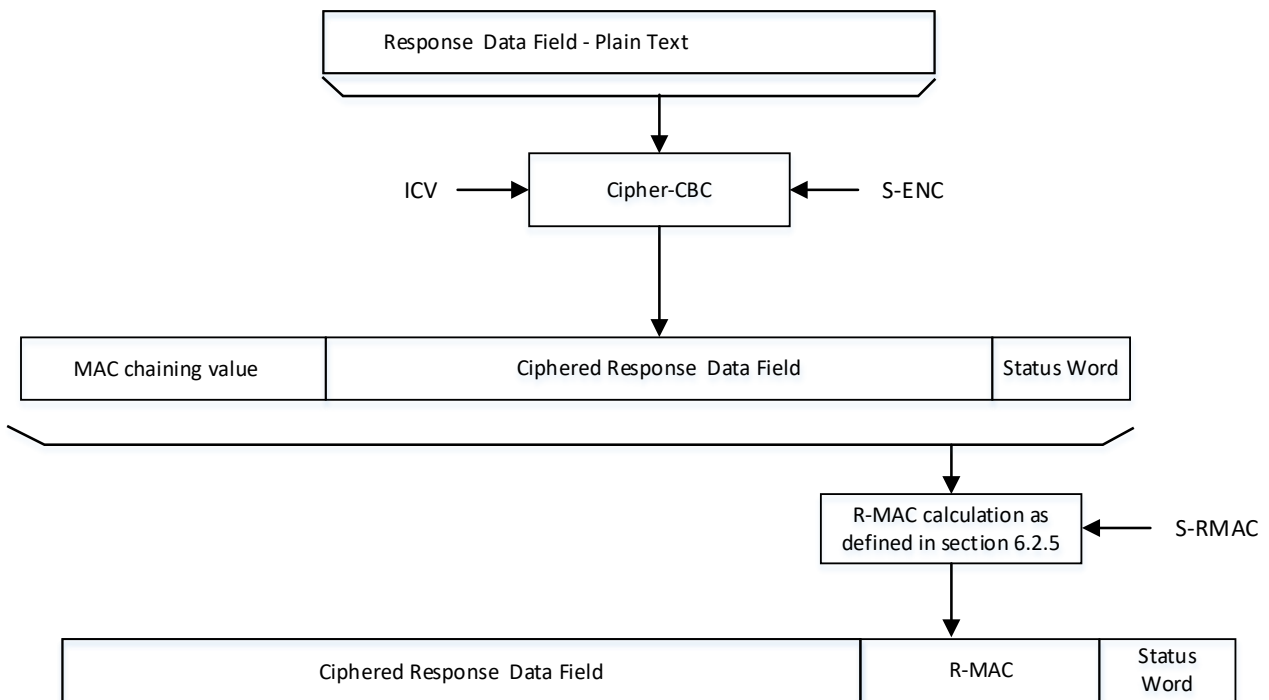 Response Data Field - Plain Text
ICV
Cipher-CBC
S-ENC
MAC chaining value
Ciphered Response Data Field
Status Word
R-MAC calculation as
defined in section 6.2.5
S-RMAC
Ciphered Response Data Field
R-MAC
Status
Word